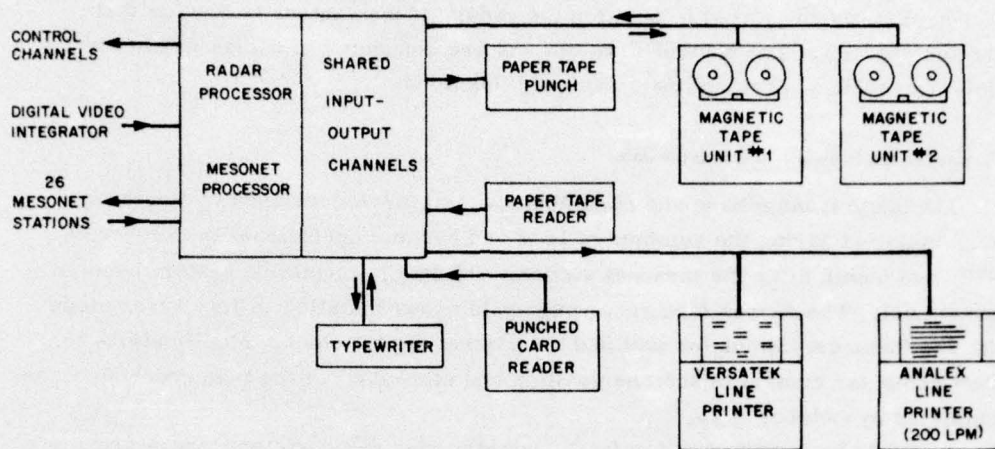 CONTROL
CHANNELS
DIGITAL VIDEO
INTEGRATOR
26
MESONET
STATIONS
RADAR
PROCESSOR
MESONET
PROCESSOR
SHARED
INPUT-
OUTPUT
CHANNELS
PAPER TAPE
PUNCH
PAPER TAPE
READER
MAGNETIC
TAPE
UNIT #1
MAGNETIC
TAPE
UNIT #2
TYPEWRITER
PUNCHED
CARD
READER
VERSATEK
LINE
PRINTER
ANALEX
LINE
PRINTER
(200 LPM)